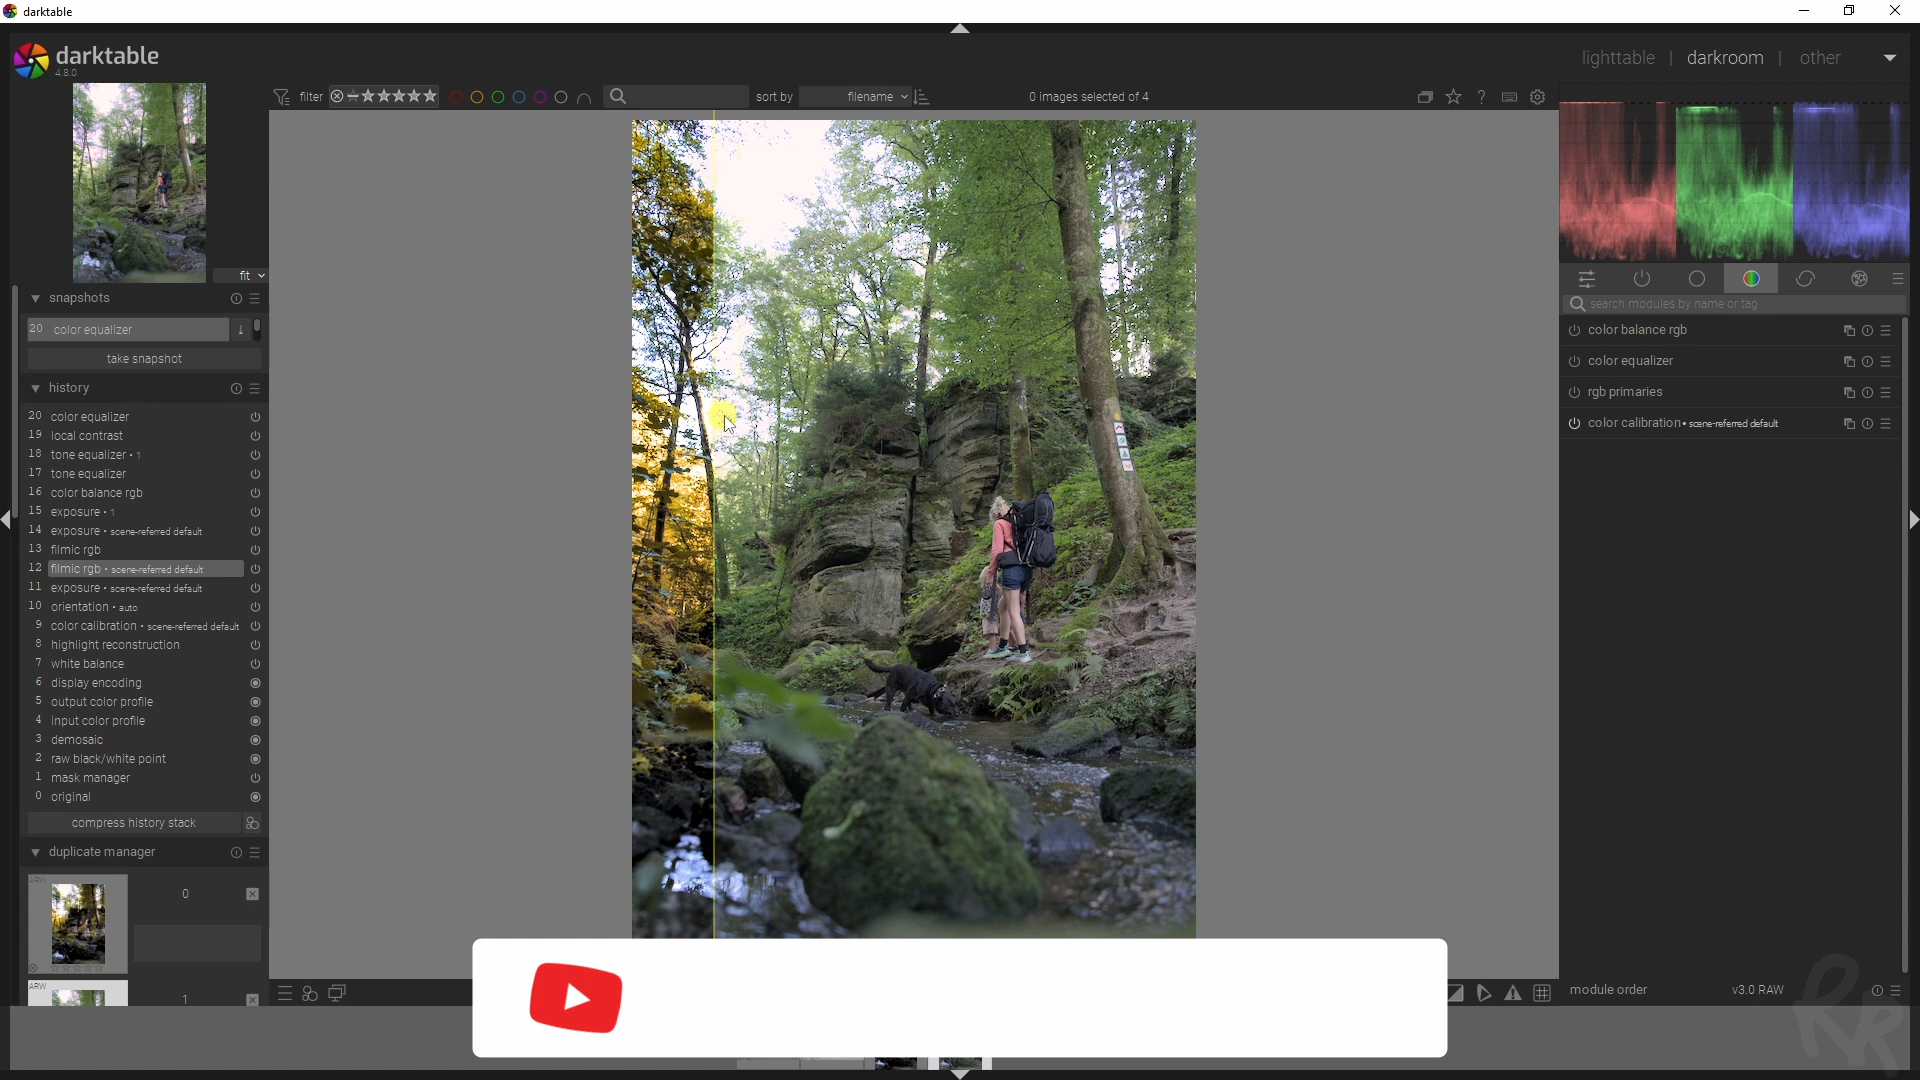 darktable
darktable
4.8.0
lighttable | darkroom | other
filter
sort by filename
0 images selected of 4
fit
snapshots
20 color equalizer
take snapshot
history
20 color equalizer
19 local contrast
18 tone equalizer • 1
17 tone equalizer
16 color balance rgb
15 exposure • 1
14 exposure • scene-referred default
13 filmic rgb
12 filmic rgb • scene-referred default
11 exposure • scene-referred default
10 orientation • auto
9 color calibration • scene-referred default
8 highlight reconstruction
7 white balance
6 display encoding
5 output color profile
4 input color profile
3 demosaic
2 raw black/white point
1 mask manager
0 original
compress history stack
duplicate manager
ARW
0
ARW
1
search modules by name or tag
color balance rgb
color equalizer
rgb primaries
color calibration • scene-referred default
module order
v3.0 RAW
RR